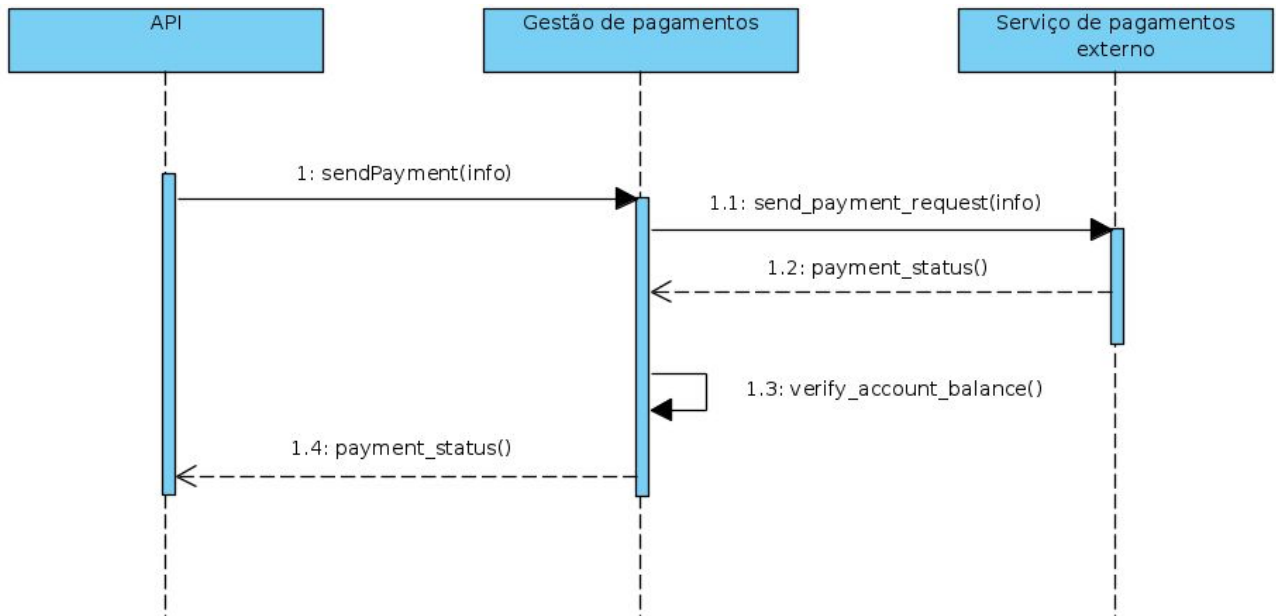 API
Gestão de pagamentos
Serviço de pagamentos
externo
1: sendPayment(info)
1.1: send_payment_request(info)
1.2: payment_status()
1.3: verify_account_balance()
1.4: payment_status()